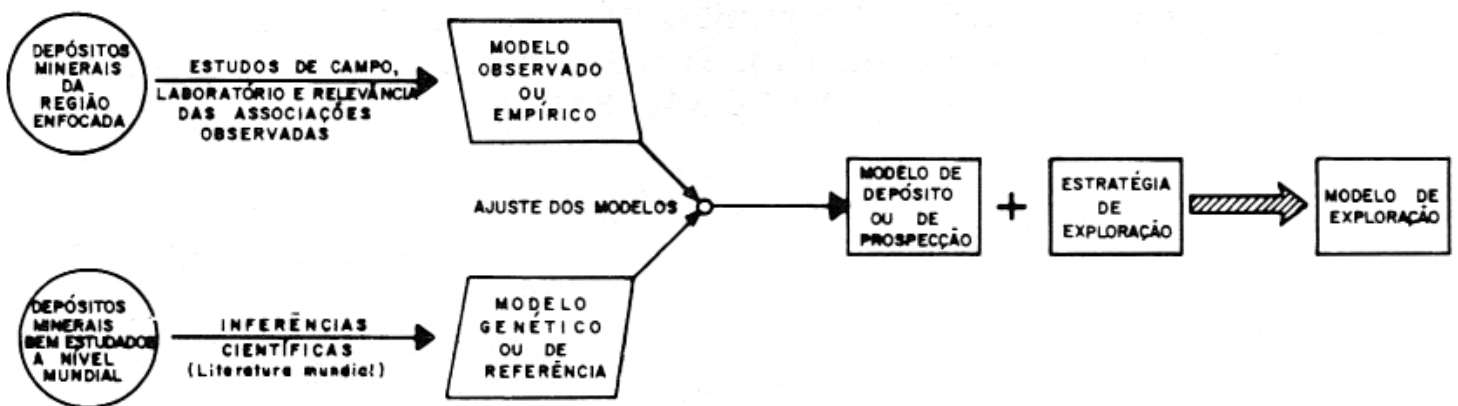 DEPÓSITOS
MINERAIS
DA
REGIÃO
ENFOCADA
ESTUDOS DE CAMPO,
LABORATÓRIO E RELEVÂNCIA
DAS ASSOCIAÇÕES
OBSERVADAS
MODELO
OBSERVADO
OU
EMPÍRICO
AJUSTE DOS MODELOS
MODELO DE
DEPÓSITO
OU DE
PROSPECÇÃO
+
ESTRATÉGIA
DE
EXPLORAÇÃO
MODELO DE
EXPLORAÇÃO
DEPÓSITOS
MINERAIS
BEM ESTUDADOS
A NÍVEL
MUNDIAL
INFERÊNCIAS
CIENTÍFICAS
(Literatura mundial)
MODELO
GENÉTICO
OU DE
REFERÊNCIA